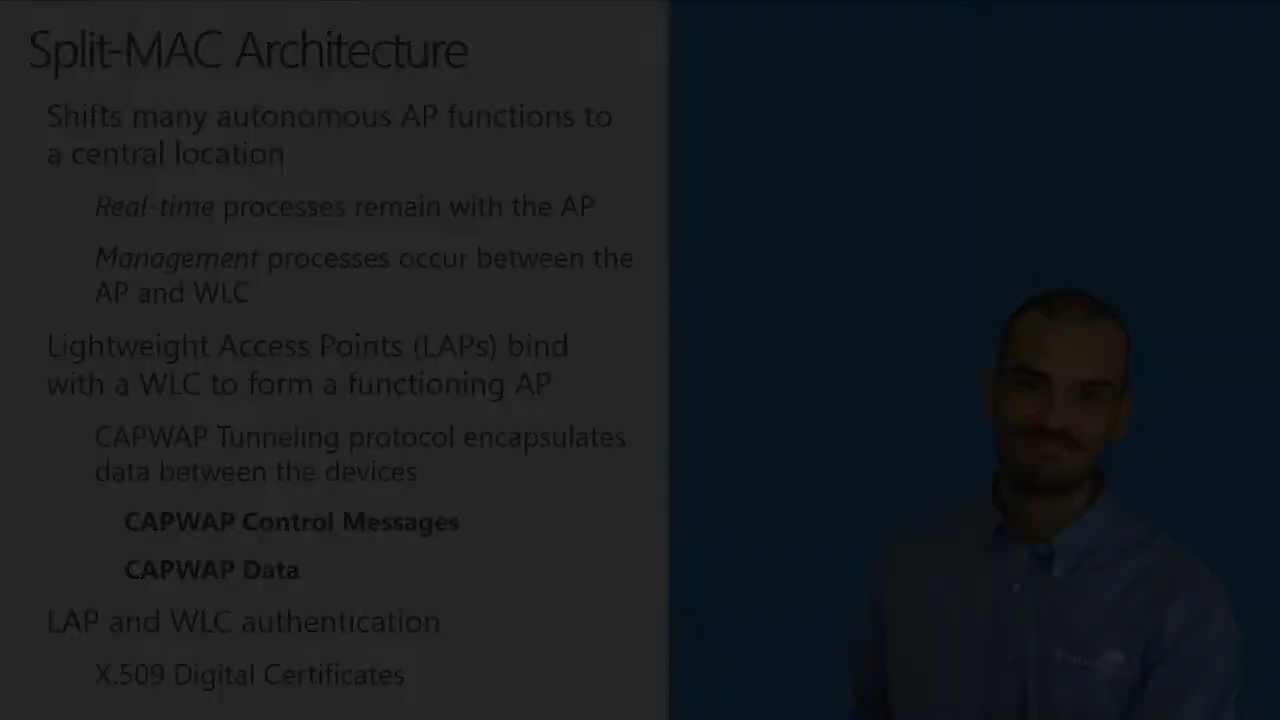 Split-MAC Architecture
Shifts many autonomous AP functions to
a central location
Real-time processes remain with the AP
Management processes occur between the
AP and WLC
Lightweight Access Points (LAPs) bind
with a WLC to form a functioning AP
CAPWAP Tunneling protocol encapsulates
data between the devices
CAPWAP Control Messages
CAPWAP Data
LAP and WLC authentication
X.509 Digital Certificates